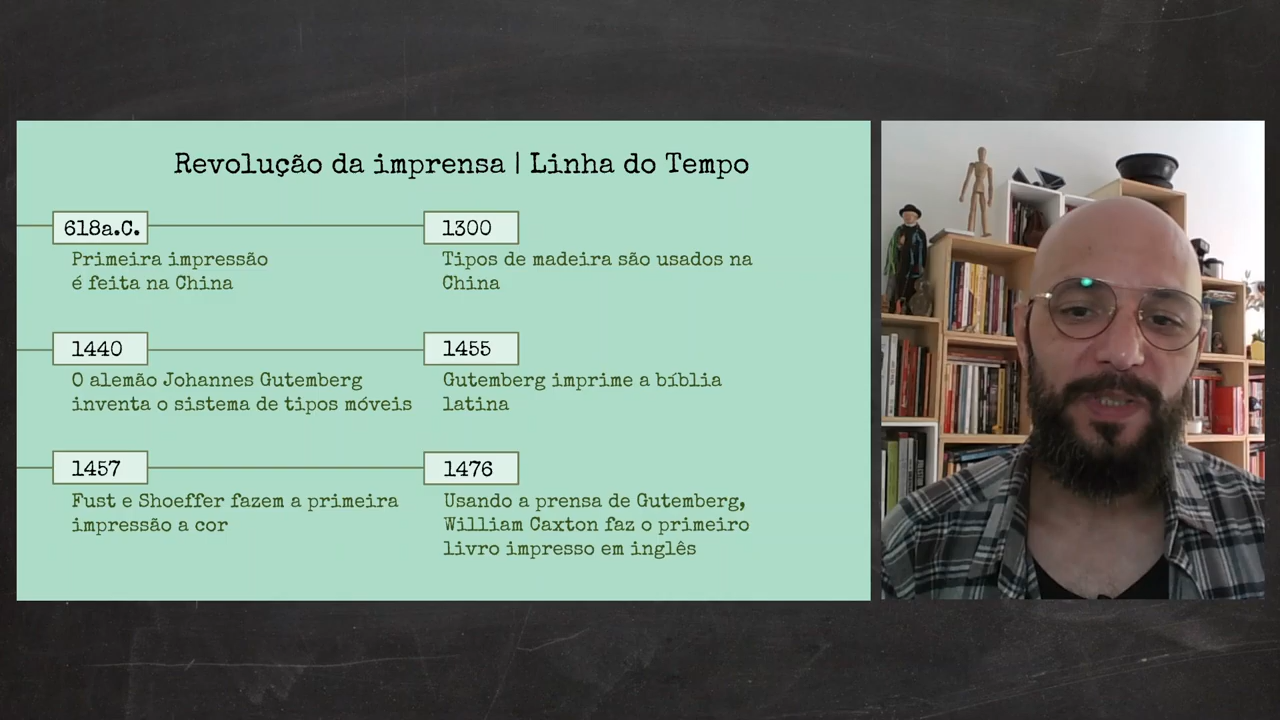 Revolução da imprensa | Linha do Tempo
618a.C.
Primeira impressão
é feita na China
1300
Tipos de madeira são usados na
China
1440
O alemão Johannes Gutemberg
inventa o sistema de tipos móveis
1455
Gutemberg imprime a bíblia
latina
1457
Fust e Shoeffer fazem a primeira
impressão a cor
1476
Usando a prensa de Gutemberg,
William Caxton faz o primeiro
livro impresso em inglês